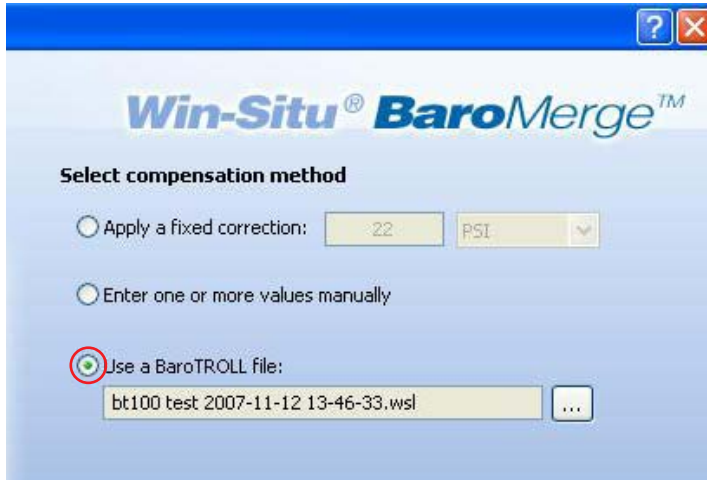 ?
Win-Situ® BaroMerge™
Select compensation method
Apply a fixed correction: 22 PSI
Enter one or more values manually
Use a BaroTROLL file:
bt100 test 2007-11-12 13-46-33.wsl ...